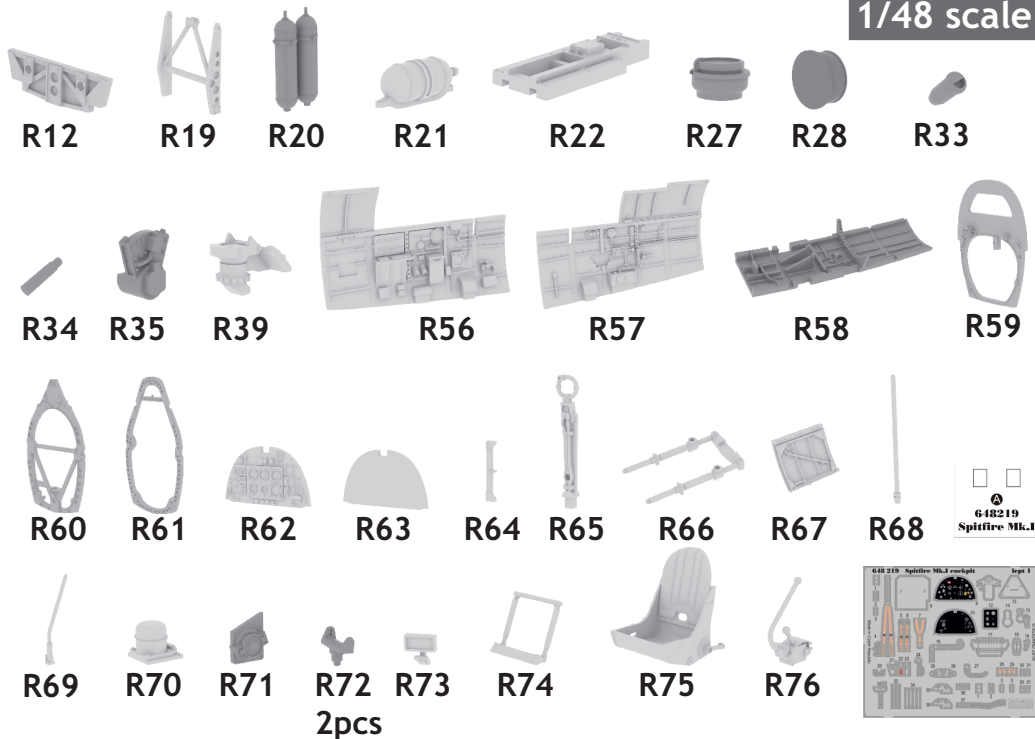 1/48 scale
R12 R19 R20 R21 R22 R27 R28 R33
R34 R35 R39 R56 R57 R58 R59
R60 R61 R62 R63 R64 R65 R66 R67 R68
A
648219
Spitfire Mk.I
648 219 Spitfire Mk.I cockpit
R69 R70 R71 R72 R73 R74 R75 R76
2pcs